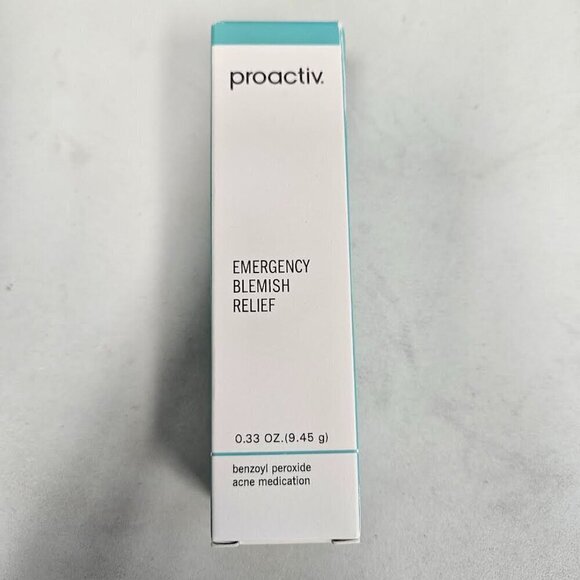 proactiv.
EMERGENCY
BLEMISH
RELIEF
0.33 OZ.(9.45 g)
benzoyl peroxide
acne medication